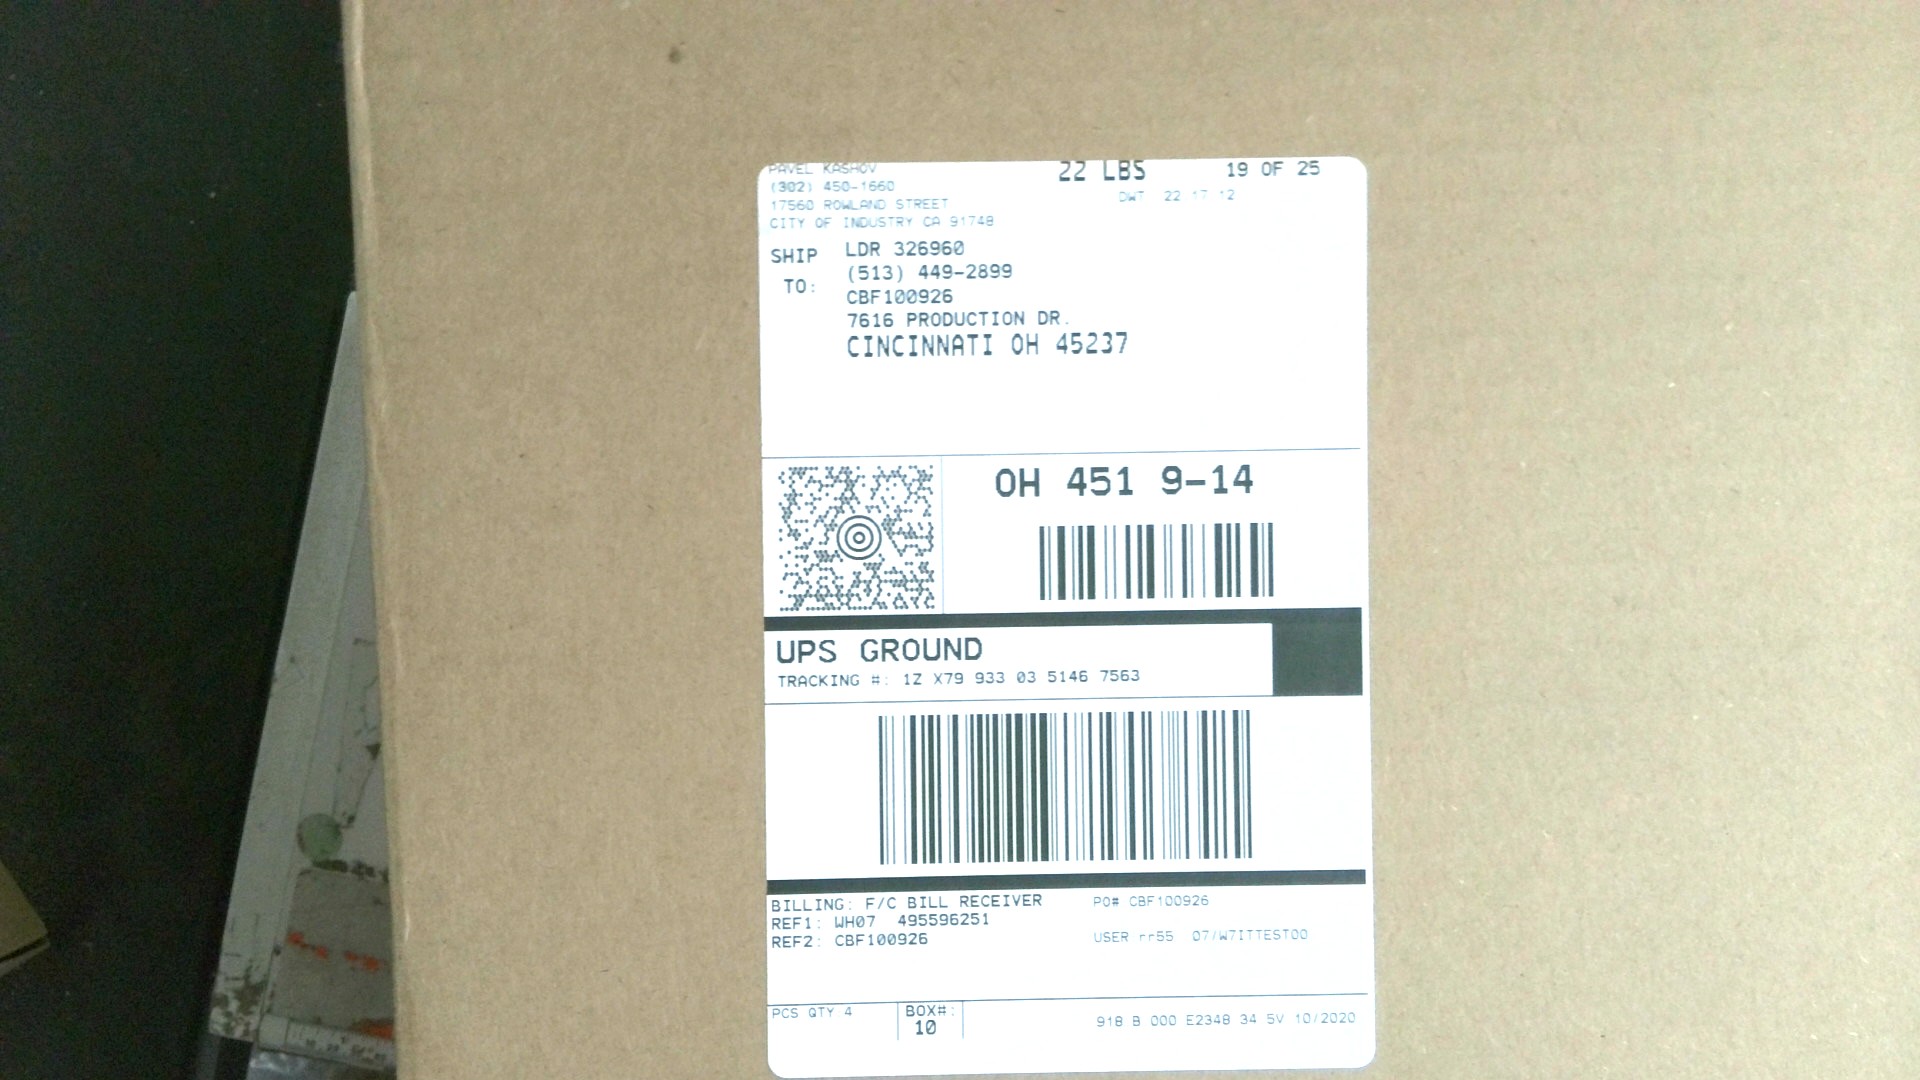 PAVEL KASHOV 22 LBS 19 OF 25
(302) 450-1660
17560 ROWLAND STREET DWT: 22 17 12
CITY OF INDUSTRY CA 91748
SHIP TO: LDR 326960
(513) 449-2899
CBF100926
7616 PRODUCTION DR.
CINCINNATI OH 45237
OH 451 9-14
UPS GROUND
TRACKING #: 1Z X79 933 03 5146 7563
BILLING: F/C BILL RECEIVER PO# CBF100926
REF1: WH07 495596251
REF2: CBF100926 USER rr55 07/W7ITTEST00
PCS QTY 4 BOX#:
10
918 B 000 E2348 34 5V 10/2020